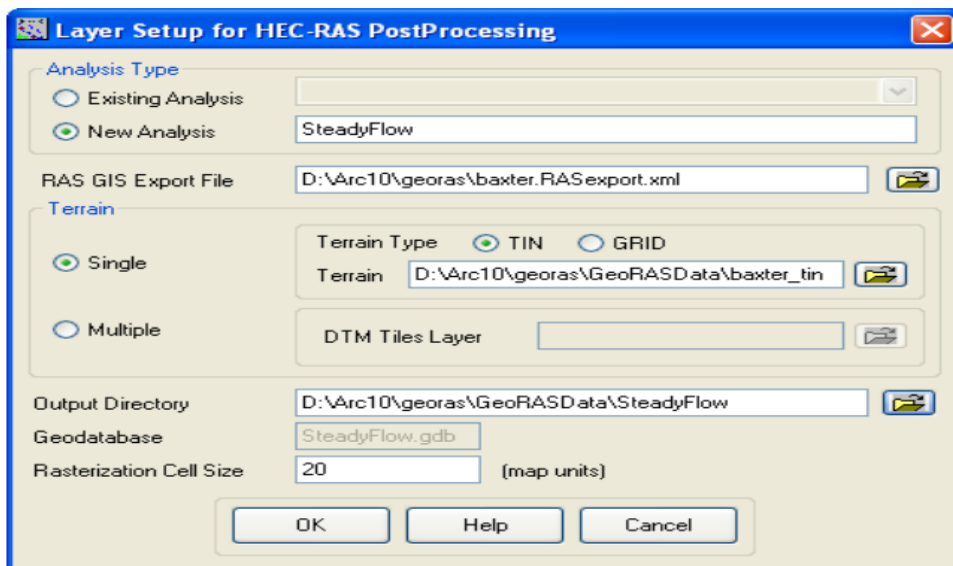 Layer Setup for HEC-RAS PostProcessing
Analysis Type
Existing Analysis
New Analysis SteadyFlow
RAS GIS Export File D:\Arc10\georas\baxter.RASexport.xml
Terrain
Single
Terrain Type TIN GRID
Terrain D:\Arc10\georas\GeoRASData\baxter_tin
Multiple
DTM Tiles Layer
Output Directory D:\Arc10\georas\GeoRASData\SteadyFlow
Geodatabase SteadyFlow.gdb
Rasterization Cell Size 20 (map units)
OK Help Cancel